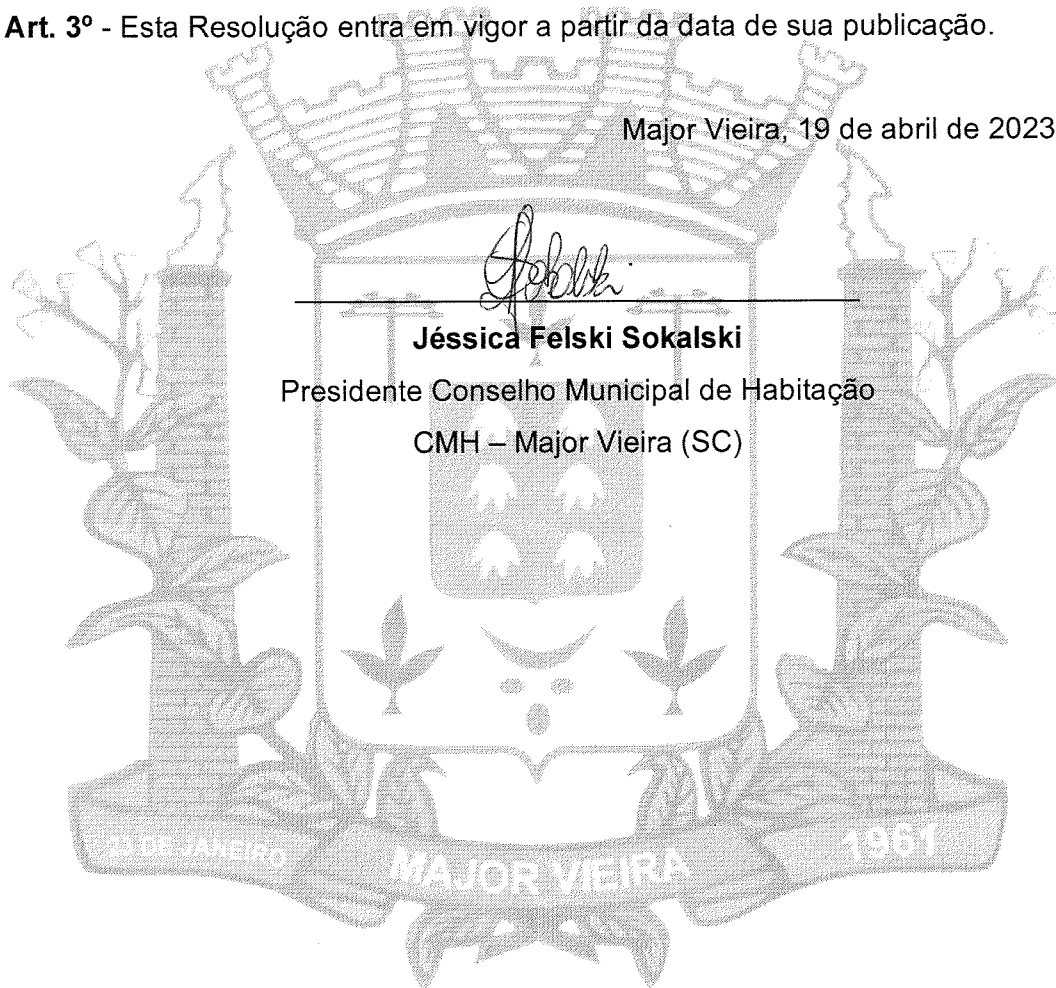 Art. 3º - Esta Resolução entra em vigor a partir da data de sua publicação.
Major Vieira, 19 de abril de 2023
Sokalski
Jéssica Felski Sokalski
Presidente Conselho Municipal de Habitação
CMH – Major Vieira (SC)
23 DE JANEIRO
MAJOR VIEIRA
1961